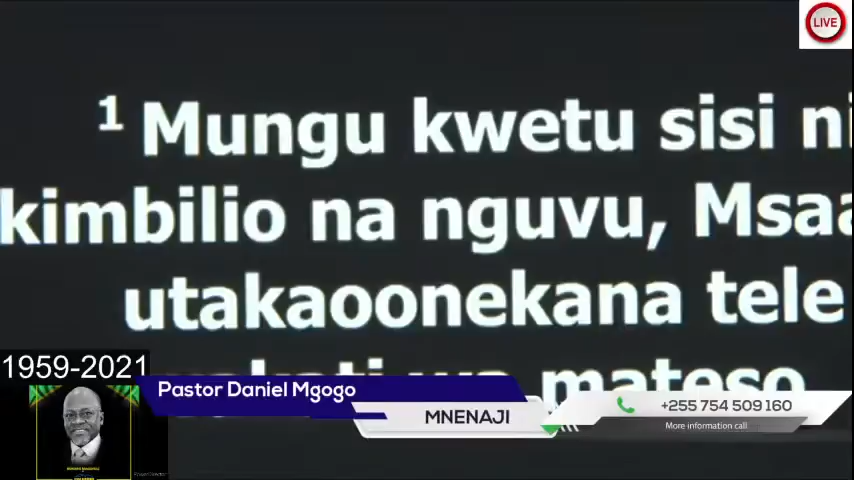 LIVE
1 Mungu kwetu sisi ni
kimbilio na nguvu, Msaa
utakaoonekana tele
wa mateso
1959-2021
Pastor Daniel Mgogo
MNENAJI
+255 754 509 160
More information call